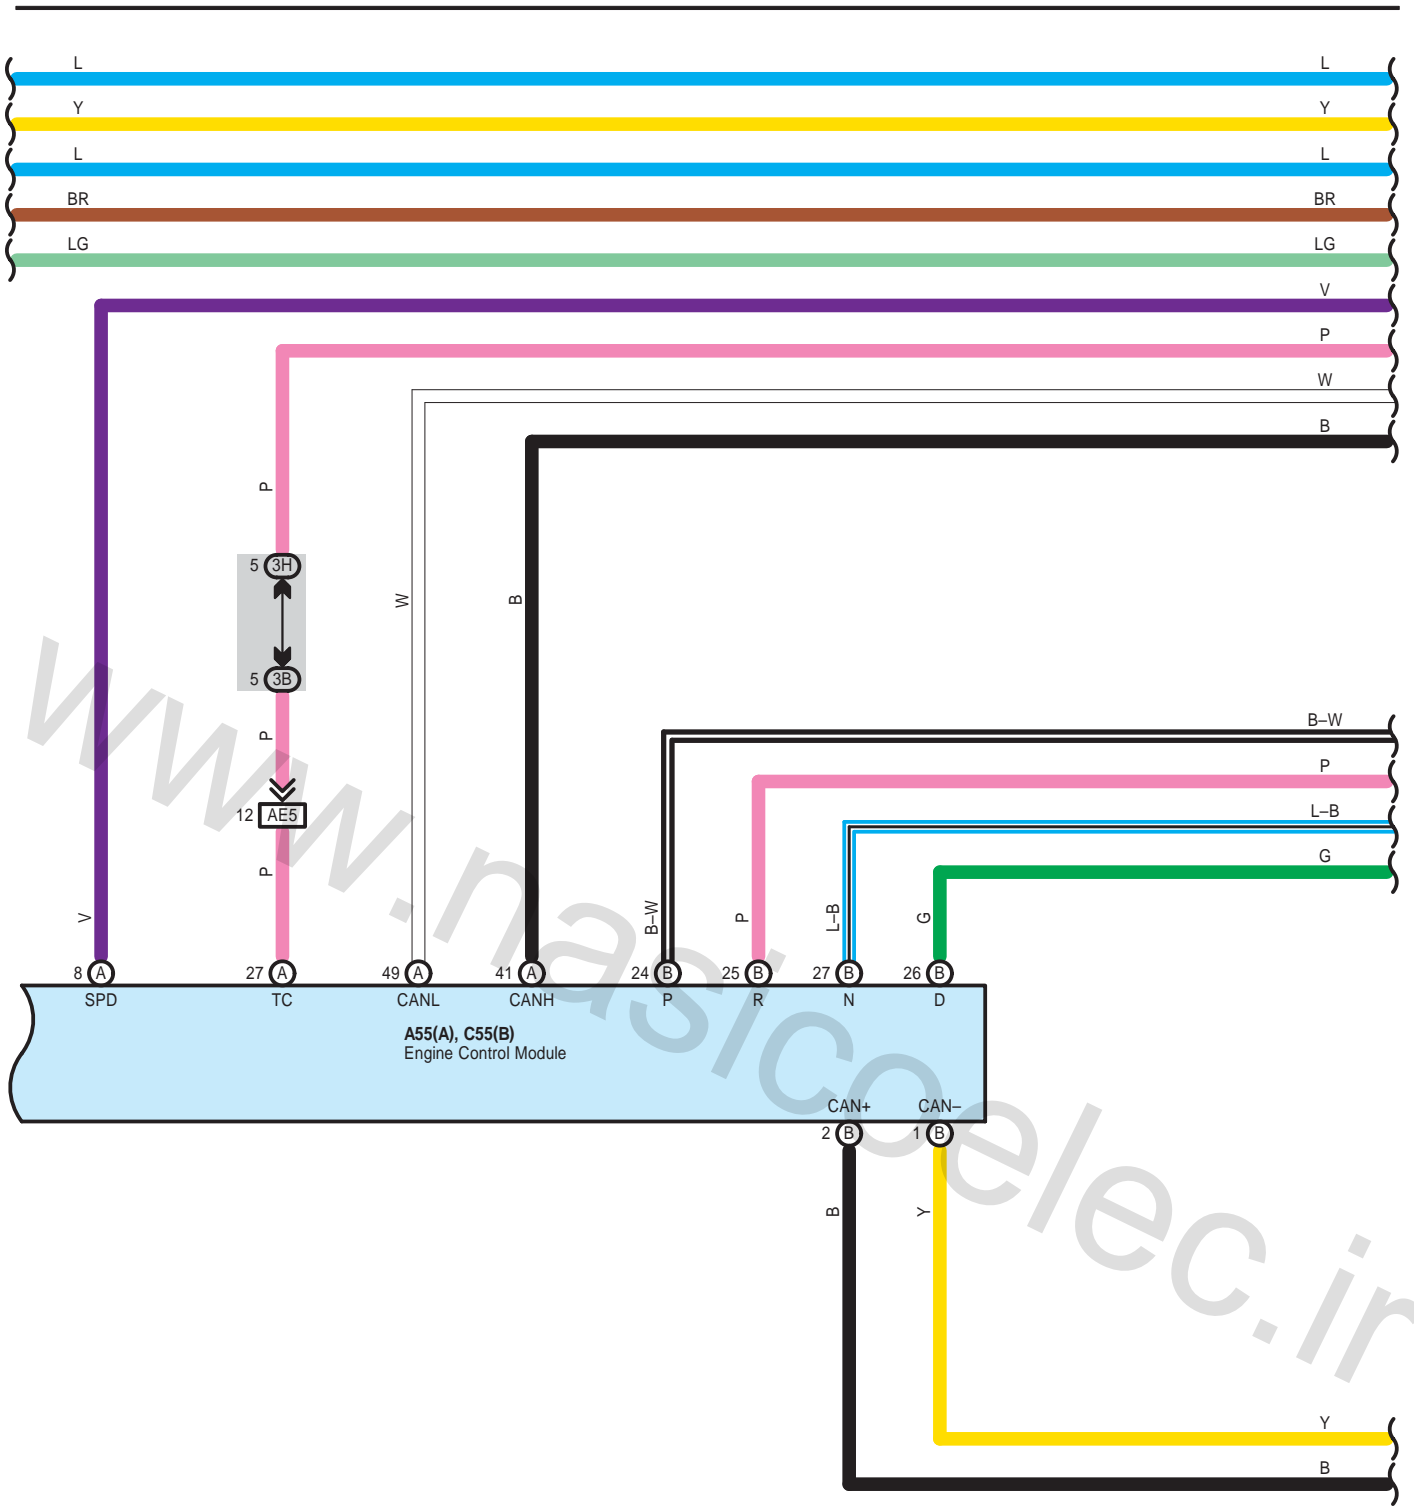 L L
Y Y
L L
BR BR
LG LG
V
P
W
B
P
5 3H
W B
5 3B
P
B–W
P
12 AE5
L–B
G
P
V B–W P L–B G
8 A 27 A 49 A 41 A 24 B 25 B 27 B 26 B
SPD TC CANL CANH P R N D
A55(A), C55(B)
Engine Control Module
CAN+ CAN–
2 B 1 B
B Y
Y
B
www.nasicoelec.ir